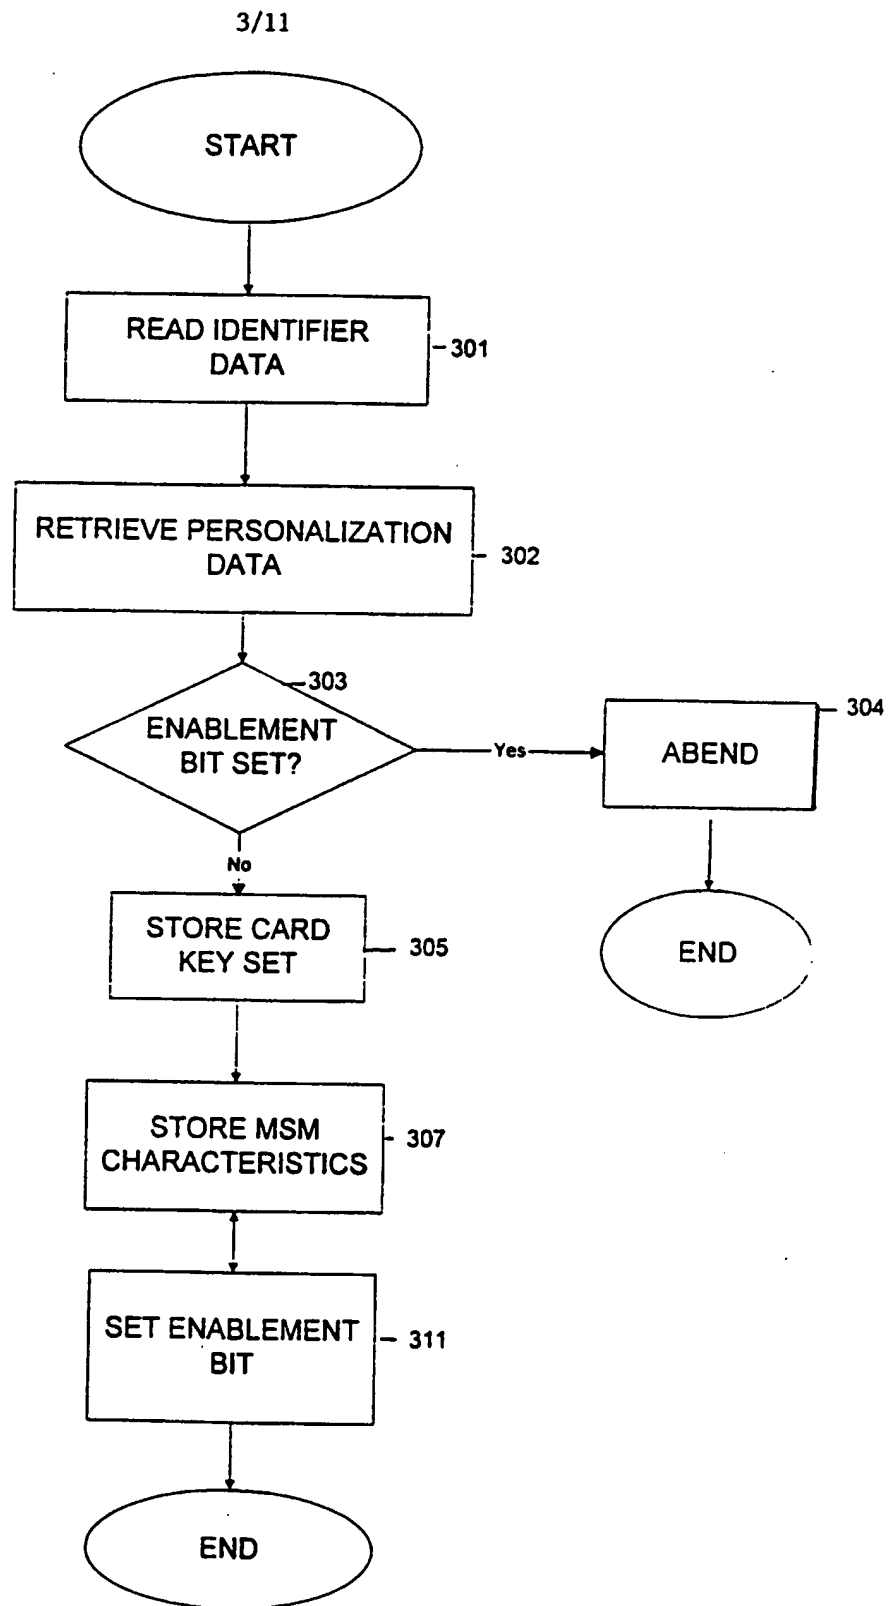 3/11
START
READ IDENTIFIER
DATA
301
RETRIEVE PERSONALIZATION
DATA
302
303
ENABLEMENT
BIT SET?
Yes
304
ABEND
No
END
STORE CARD
KEY SET
305
STORE MSM
CHARACTERISTICS
307
SET ENABLEMENT
BIT
311
END